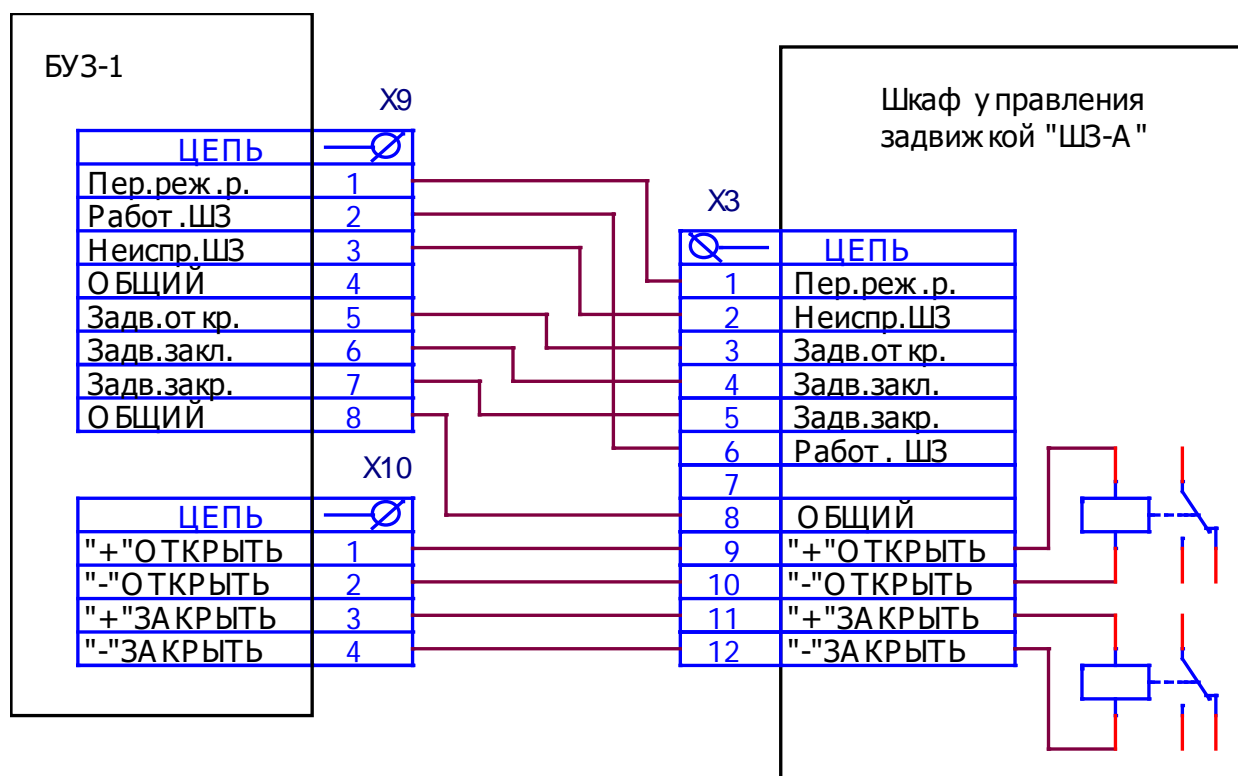 БУЗ-1
X9
ЦЕПЬ
Пер.реж.р. 1
Работ.ШЗ 2
Неиспр.ШЗ 3
ОБЩИЙ 4
Задв.откр. 5
Задв.закл. 6
Задв.закр. 7
ОБЩИЙ 8
X10
ЦЕПЬ
"+"ОТКРЫТЬ 1
"-"ОТКРЫТЬ 2
"+"ЗАКРЫТЬ 3
"-"ЗАКРЫТЬ 4
Шкаф управления
задвижкой "ШЗ-А"
X3
ЦЕПЬ
1 Пер.реж.р.
2 Неиспр.ШЗ
3 Задв.откр.
4 Задв.закл.
5 Задв.закр.
6 Работ. ШЗ
7
8 ОБЩИЙ
9 "+"ОТКРЫТЬ
10 "-"ОТКРЫТЬ
11 "+"ЗАКРЫТЬ
12 "-"ЗАКРЫТЬ